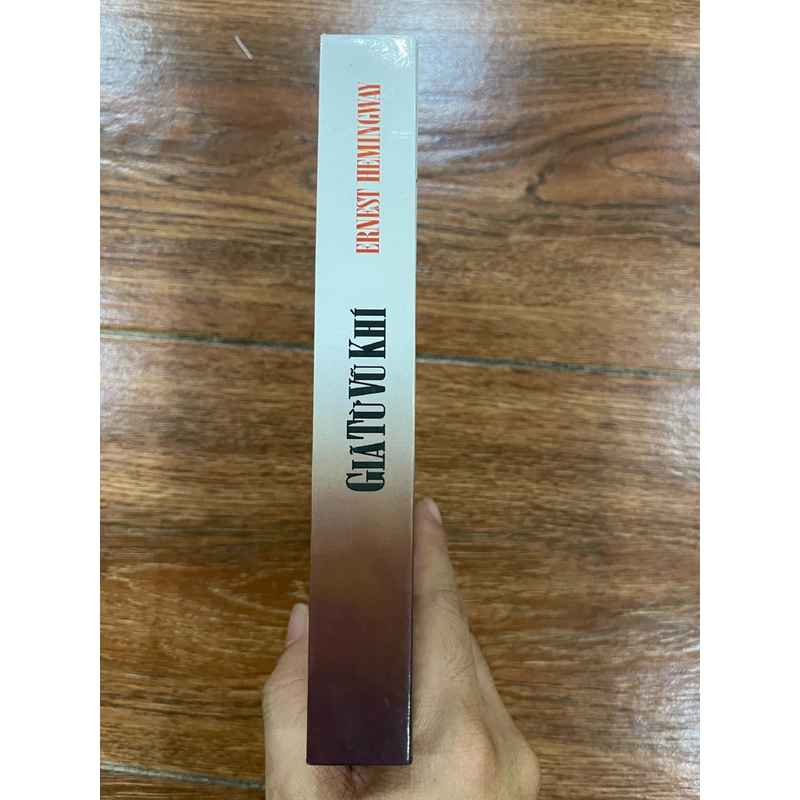 ERNEST HEMINGWAY
GIÃ TỪ VŨ KHÍ